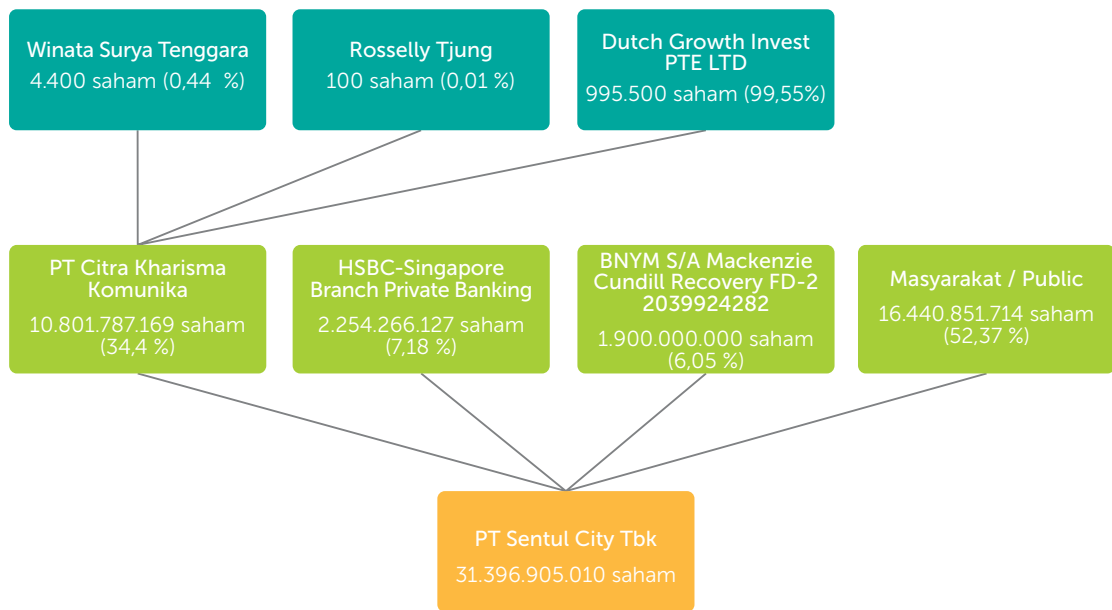 Winata Surya Tenggara
4.400 saham (0,44 %)
Rosselly Tjung
100 saham (0,01 %)
Dutch Growth Invest
PTE LTD
995.500 saham (99,55%)
PT Citra Kharisma
Komunika
10.801.787.169 saham
(34,4 %)
HSBC-Singapore
Branch Private Banking
2.254.266.127 saham
(7,18 %)
BNYM S/A Mackenzie
Cundill Recovery FD-2
2039924282
1.900.000.000 saham
(6,05 %)
Masyarakat / Public
16.440.851.714 saham
(52,37 %)
PT Sentul City Tbk
31.396.905.010 saham